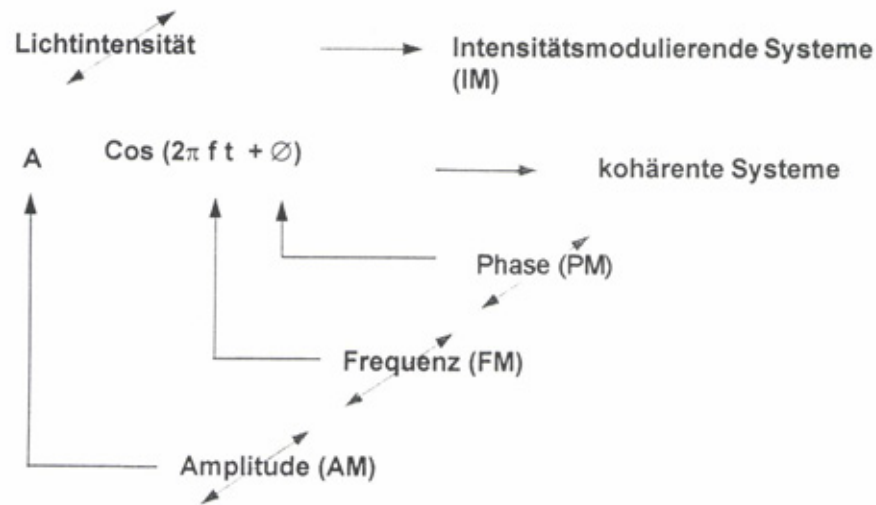 Lichtintensität
Intensitätsmodulierende Systeme
(IM)
A Cos (2π f t + Ø)
kohärente Systeme
Phase (PM)
Frequenz (FM)
Amplitude (AM)